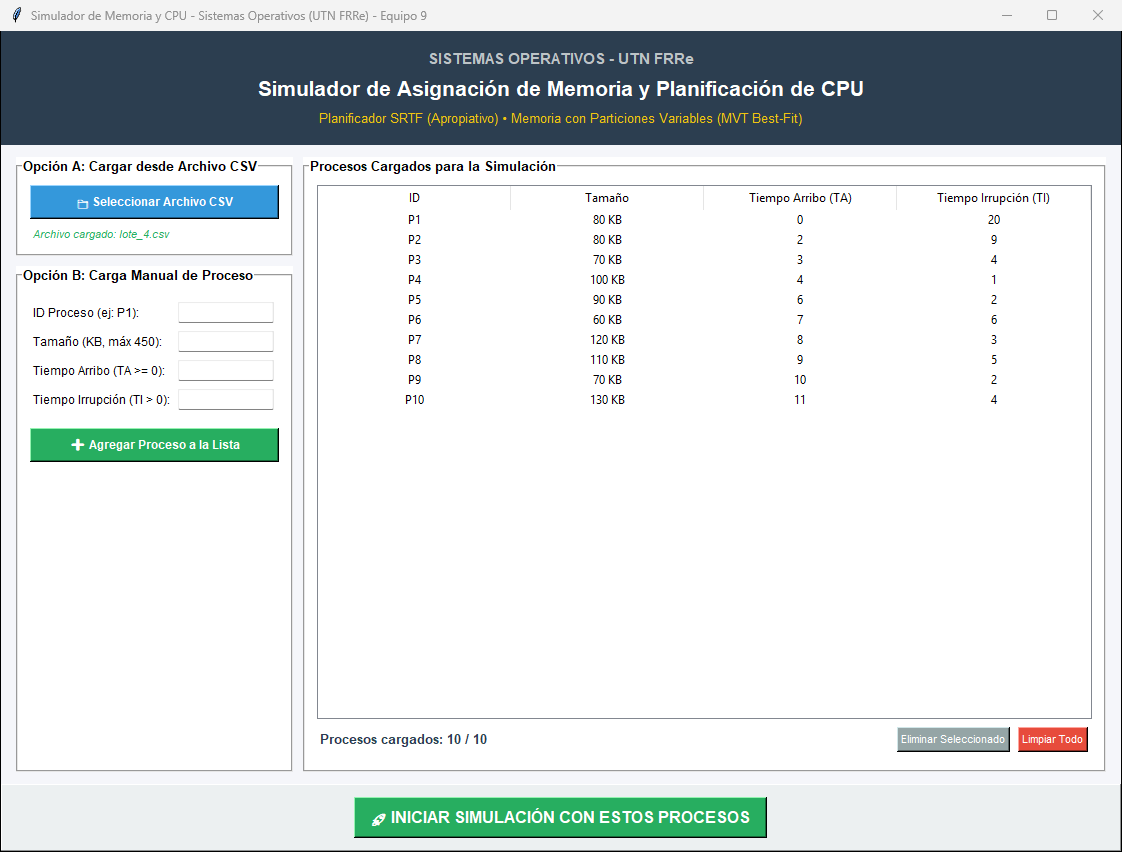 Simulador de Memoria y CPU - Sistemas Operativos (UTN FRRe) - Equipo 9
SISTEMAS OPERATIVOS - UTN FRRe
Simulador de Asignación de Memoria y Planificación de CPU
Planificador SRTF (Apropiativo) • Memoria con Particiones Variables (MVT Best-Fit)
Opción A: Cargar desde Archivo CSV
Seleccionar Archivo CSV
Archivo cargado: lote_4.csv
Opción B: Carga Manual de Proceso
ID Proceso (ej: P1):
Tamaño (KB, máx 450):
Tiempo Arribo (TA >= 0):
Tiempo Irrupción (TI > 0):
Agregar Proceso a la Lista
Procesos Cargados para la Simulación
ID Tamaño Tiempo Arribo (TA) Tiempo Irrupción (TI)
P1 80 KB 0 20
P2 80 KB 2 9
P3 70 KB 3 4
P4 100 KB 4 1
P5 90 KB 6 2
P6 60 KB 7 6
P7 120 KB 8 3
P8 110 KB 9 5
P9 70 KB 10 2
P10 130 KB 11 4
Procesos cargados: 10 / 10
Eliminar Seleccionado
Limpiar Todo
INICIAR SIMULACIÓN CON ESTOS PROCESOS